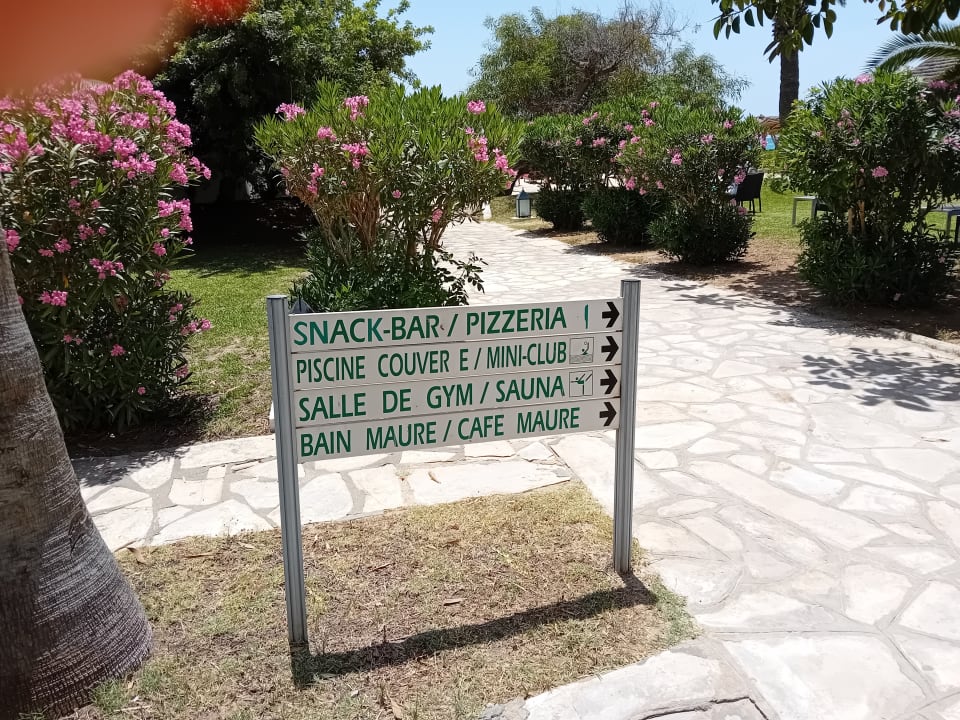 SNACK-BAR / PIZZERIA
PISCINE COUVER E / MINI-CLUB
SALLE DE GYM / SAUNA
BAIN MAURE / CAFE MAURE